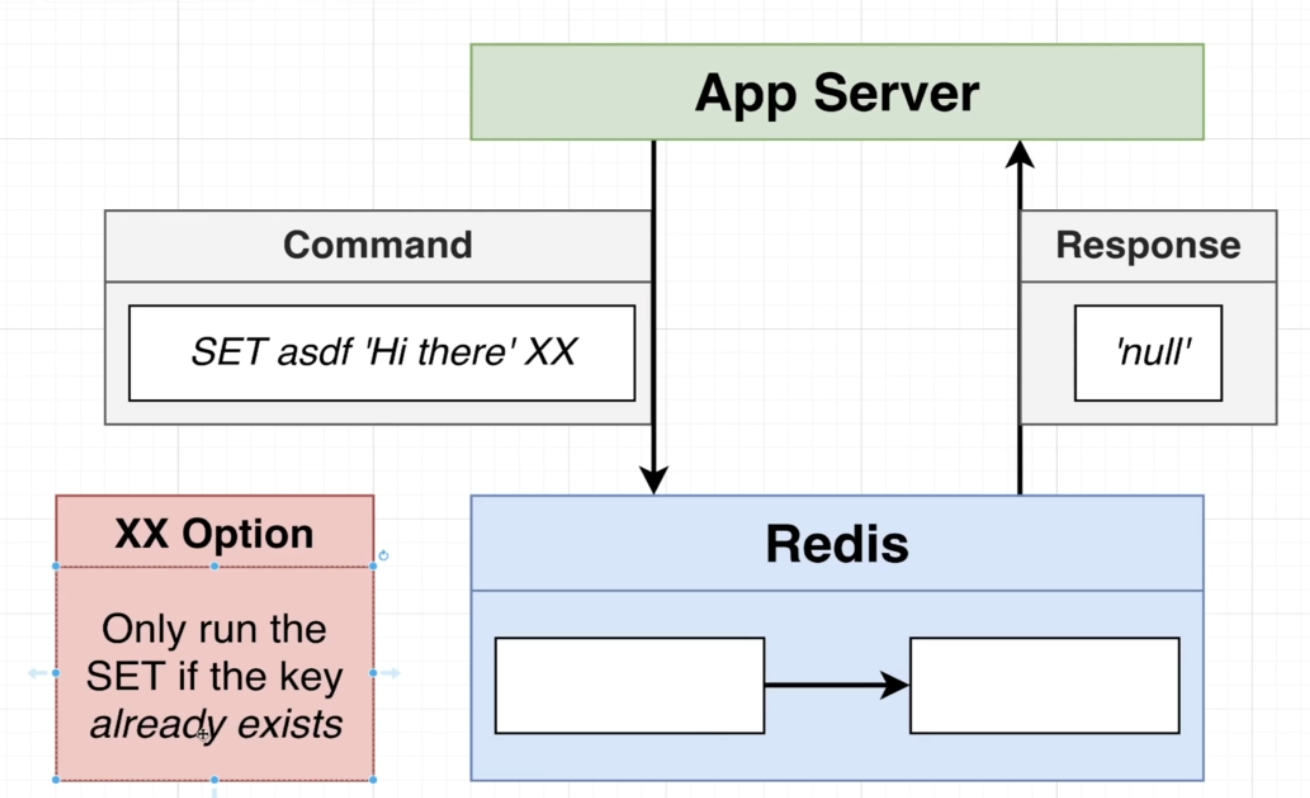 App Server
Command
Response
SET asdf 'Hi there' XX
'null'
XX Option
Redis
Only run the
SET if the key
already exists